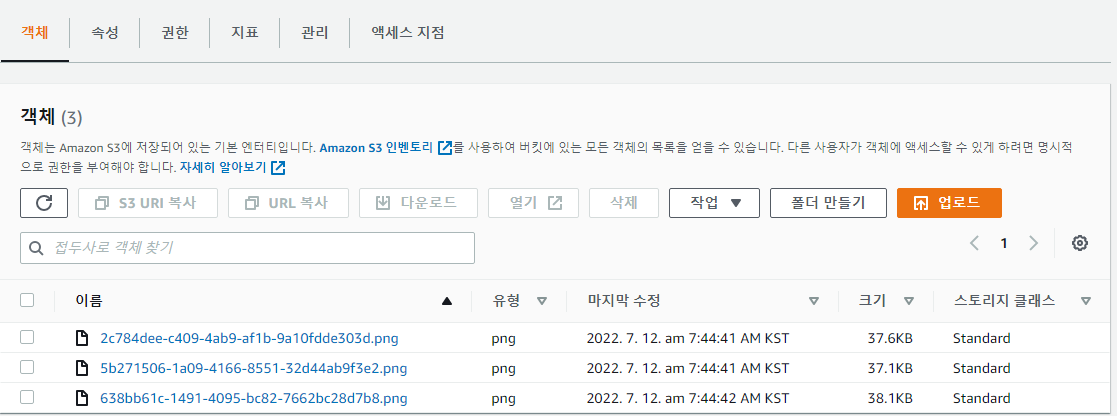 객체 속성 권한 지표 관리 액세스 지점
객체 (3)
객체는 Amazon S3에 저장되어 있는 기본 엔터티입니다. Amazon S3 인벤토리 를 사용하여 버킷에 있는 모든 객체의 목록을 얻을 수 있습니다. 다른 사용자가 객체에 액세스할 수 있게 하려면 명시적
으로 권한을 부여해야 합니다. 자세히 알아보기
S3 URI 복사 URL 복사 다운로드 열기 삭제 작업 폴더 만들기 업로드
접두사로 객체 찾기 1
이름 유형 마지막 수정 크기 스토리지 클래스
2c784dee-c409-4ab9-af1b-9a10fdde303d.png png 2022. 7. 12. am 7:44:41 AM KST 37.6KB Standard
5b271506-1a09-4166-8551-32d44ab9f3e2.png png 2022. 7. 12. am 7:44:41 AM KST 37.1KB Standard
638bb61c-1491-4095-bc82-7662bc28d7b8.png png 2022. 7. 12. am 7:44:42 AM KST 38.1KB Standard